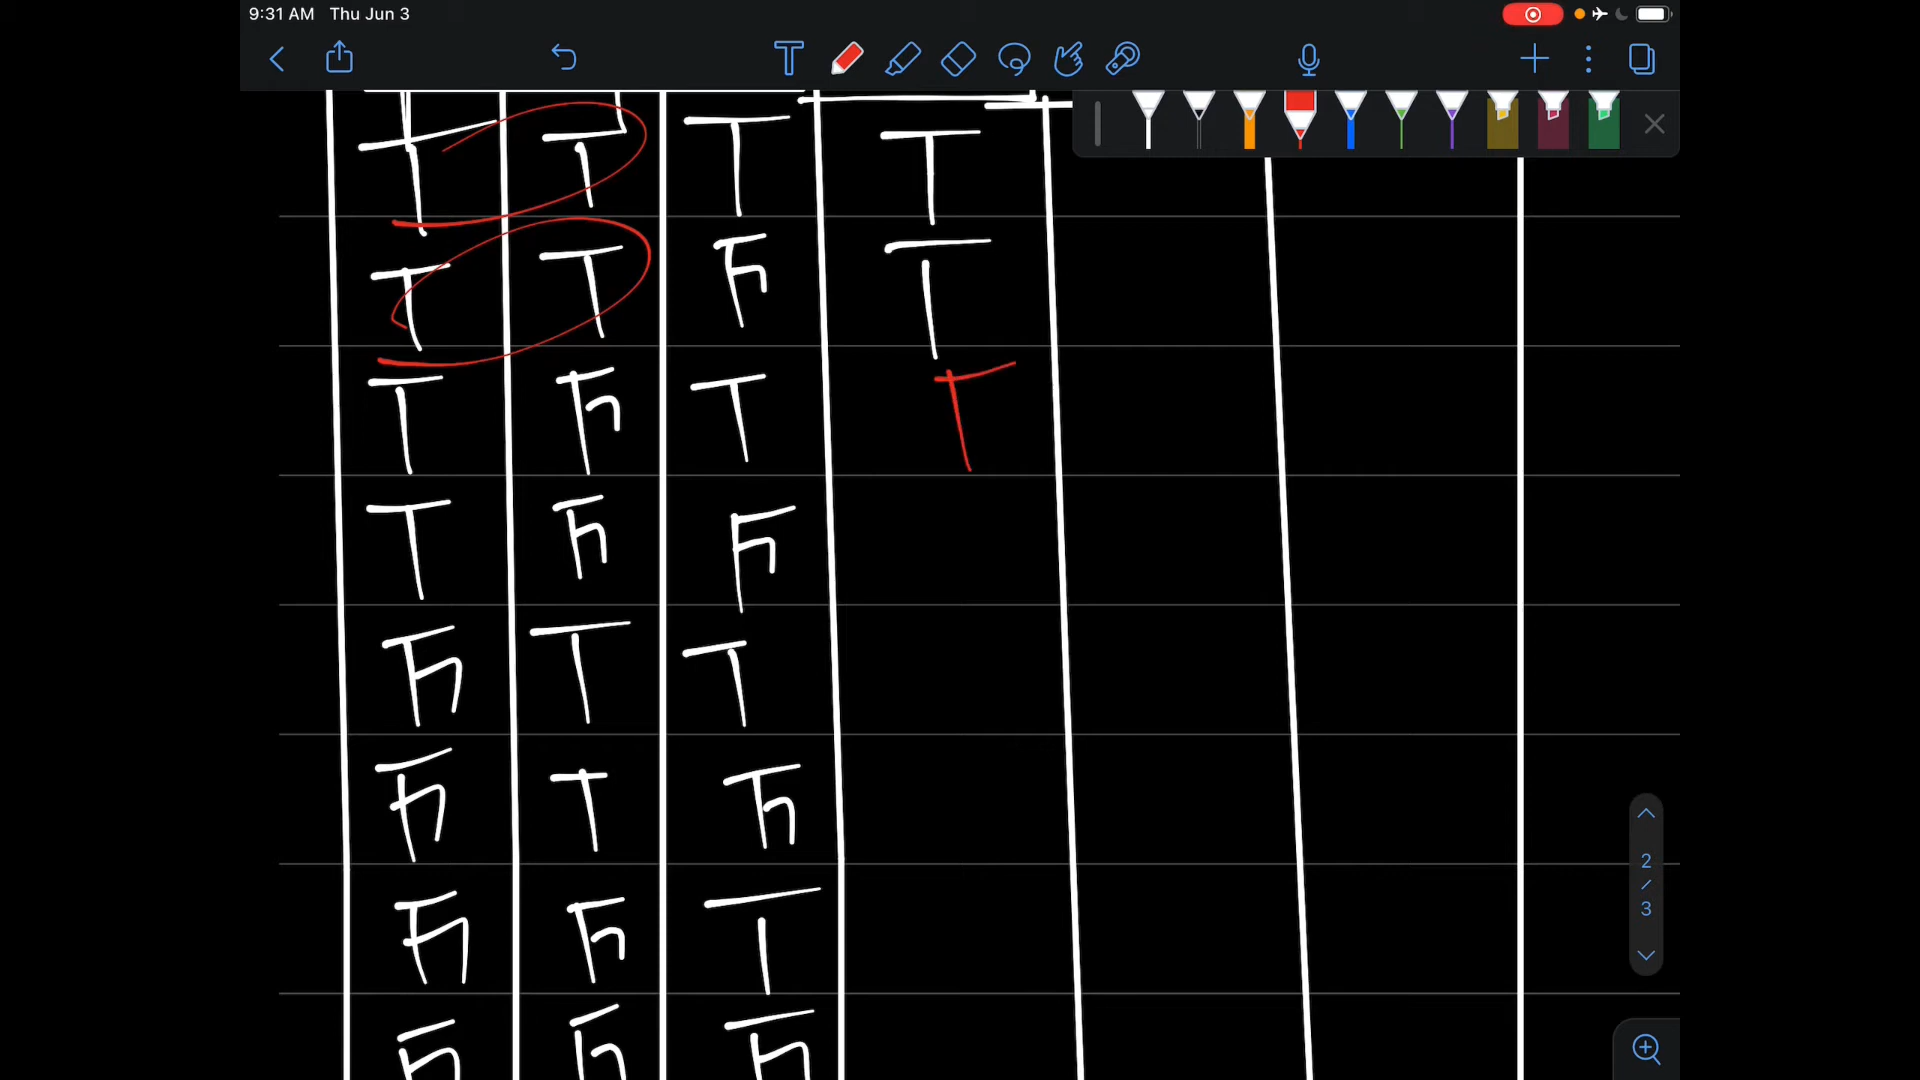 9:31 AM Thu Jun 3
T T T T
T T F T
T F T T
T F F
F T T
F T F
F F T
F F F
2
/
3